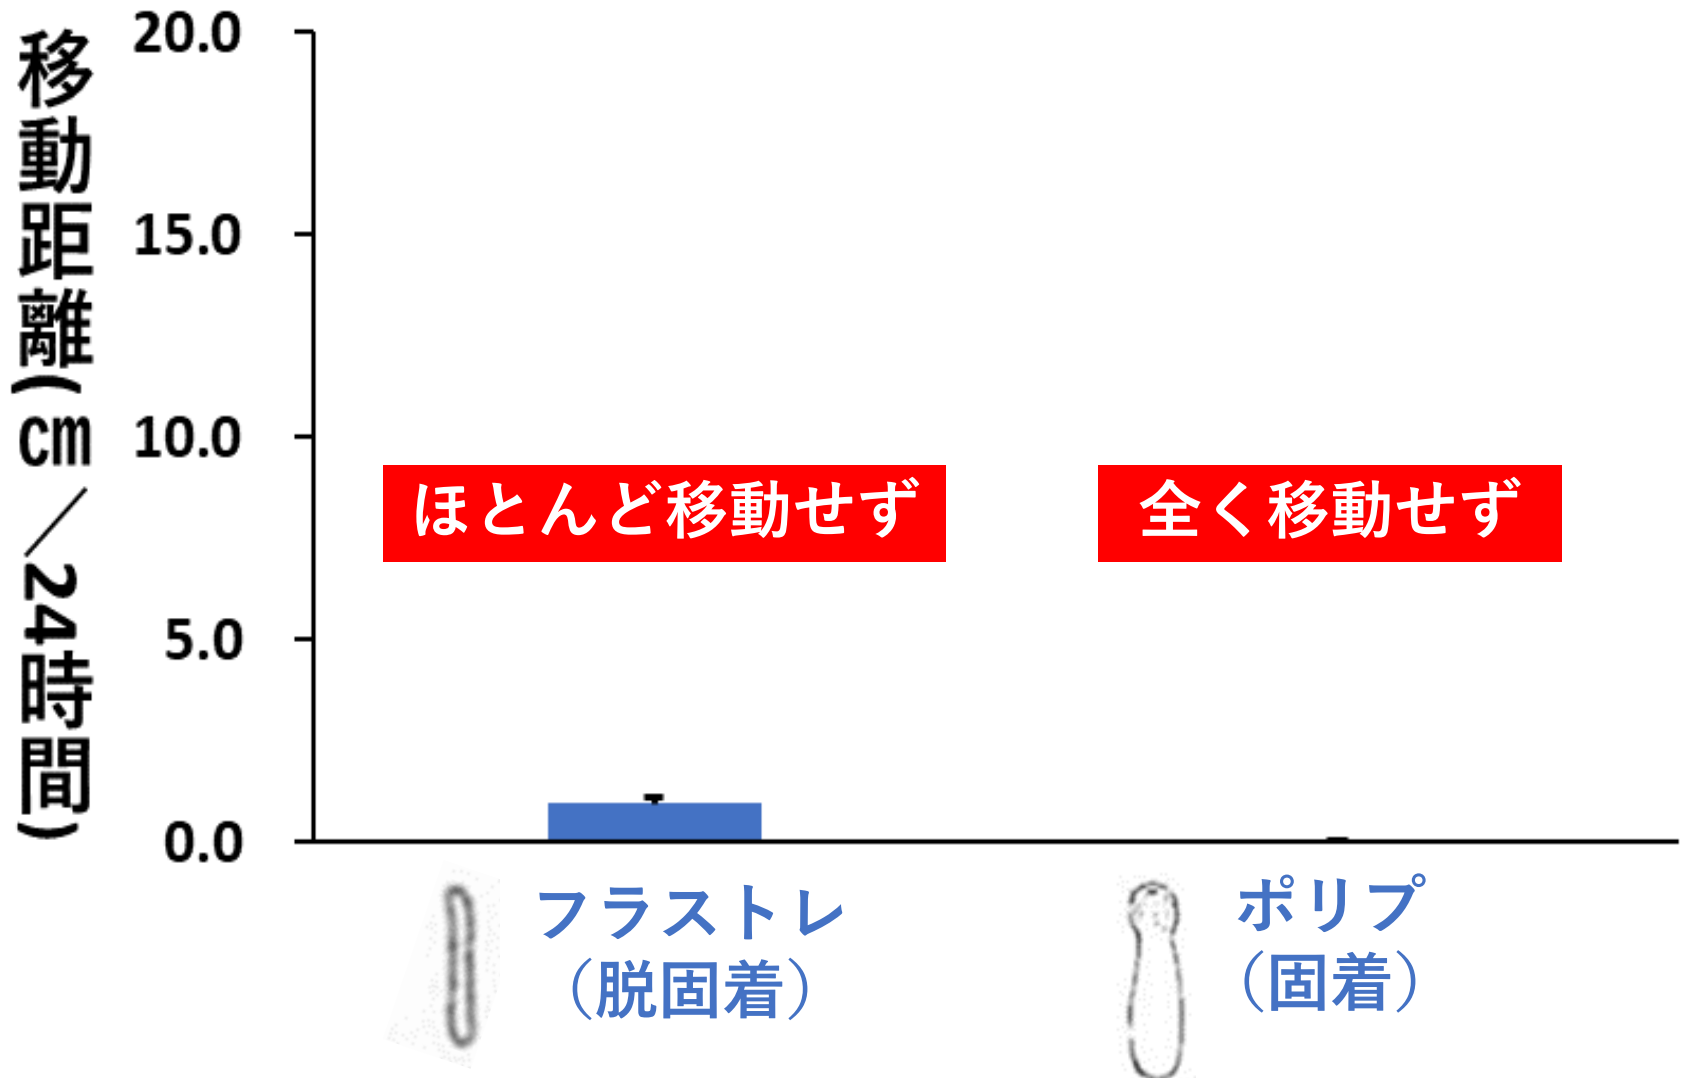 移動距離(㎝／24時間)
20.0
15.0
10.0
5.0
0.0
ほとんど移動せず
全く移動せず
フラストレ
（脱固着）
ポリプ
（固着）